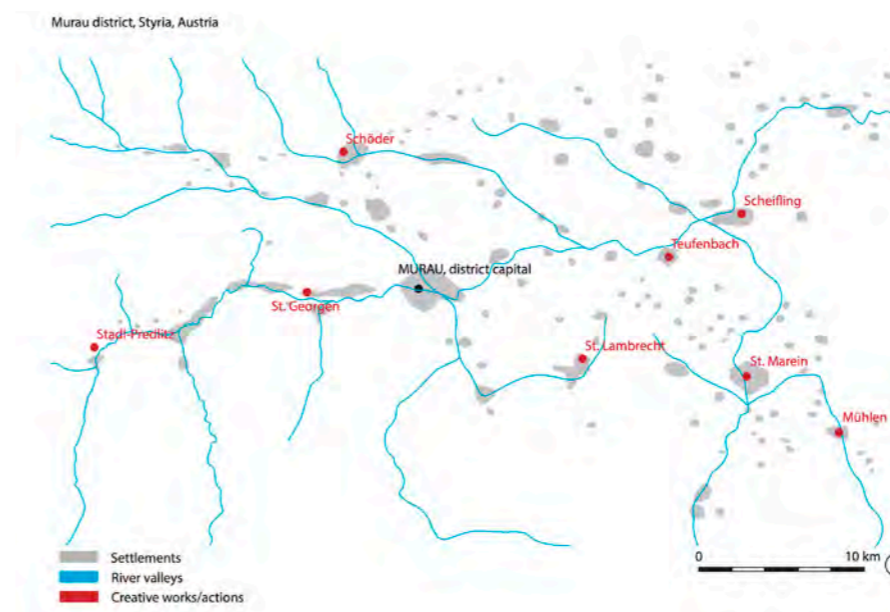 Murau district, Styria, Austria
Schöder
Scheifling
Teufenbach
MURAU, district capital
St. Georgen
Stadl-Predlitz
St. Lambrecht
St. Marein
Mühlen
Settlements
River valleys
Creative works/actions
0 10 km